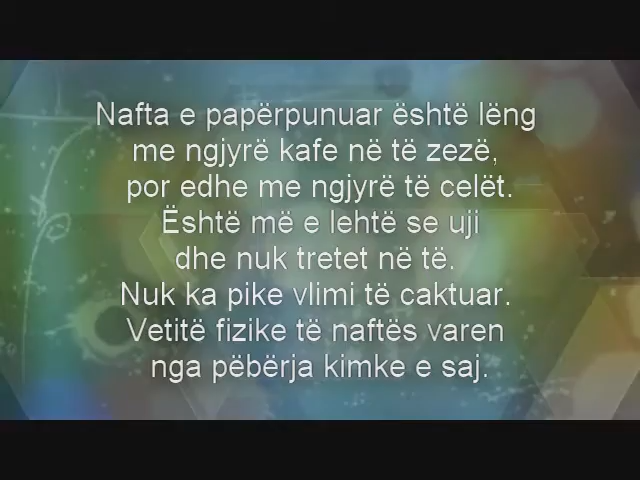 Nafta e papërpunuar është lëng
me ngjyrë kafe në të zezë,
por edhe me ngjyrë të celët.
Është më e lehtë se uji
dhe nuk tretet në të.
Nuk ka pike vlimi të caktuar.
Vetitë fizike të naftës varen
nga pëbërja kimke e saj.